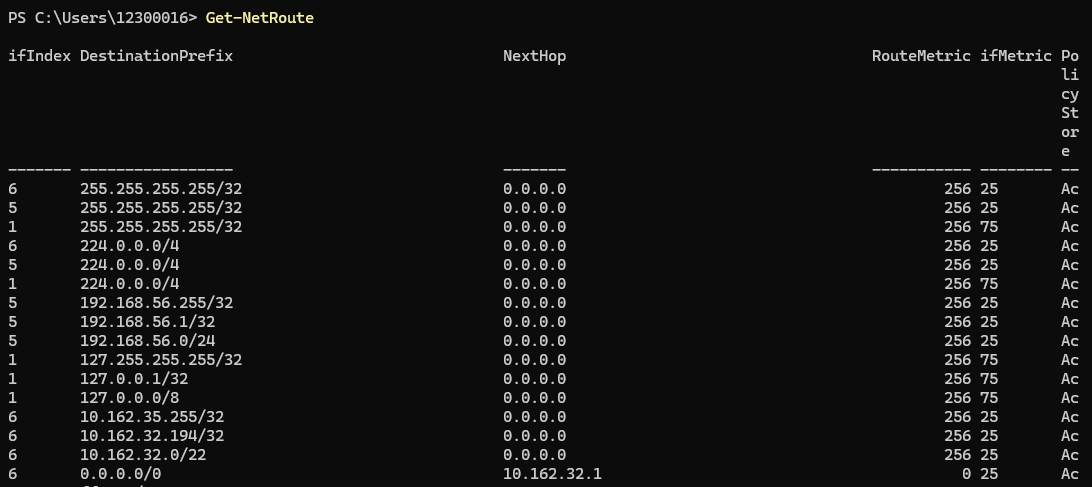 PS C:\Users\12300016> Get-NetRoute
ifIndex DestinationPrefix NextHop RouteMetric ifMetric Po
li
cy
St
or
e
------- ----------------- ------- ----------- -------- --
6 255.255.255.255/32 0.0.0.0 256 25 Ac
5 255.255.255.255/32 0.0.0.0 256 25 Ac
1 255.255.255.255/32 0.0.0.0 256 75 Ac
6 224.0.0.0/4 0.0.0.0 256 25 Ac
5 224.0.0.0/4 0.0.0.0 256 25 Ac
1 224.0.0.0/4 0.0.0.0 256 75 Ac
5 192.168.56.255/32 0.0.0.0 256 25 Ac
5 192.168.56.1/32 0.0.0.0 256 25 Ac
5 192.168.56.0/24 0.0.0.0 256 25 Ac
1 127.255.255.255/32 0.0.0.0 256 75 Ac
1 127.0.0.1/32 0.0.0.0 256 75 Ac
1 127.0.0.0/8 0.0.0.0 256 75 Ac
6 10.162.35.255/32 0.0.0.0 256 25 Ac
6 10.162.32.194/32 0.0.0.0 256 25 Ac
6 10.162.32.0/22 0.0.0.0 256 25 Ac
6 0.0.0.0/0 10.162.32.1 0 25 Ac